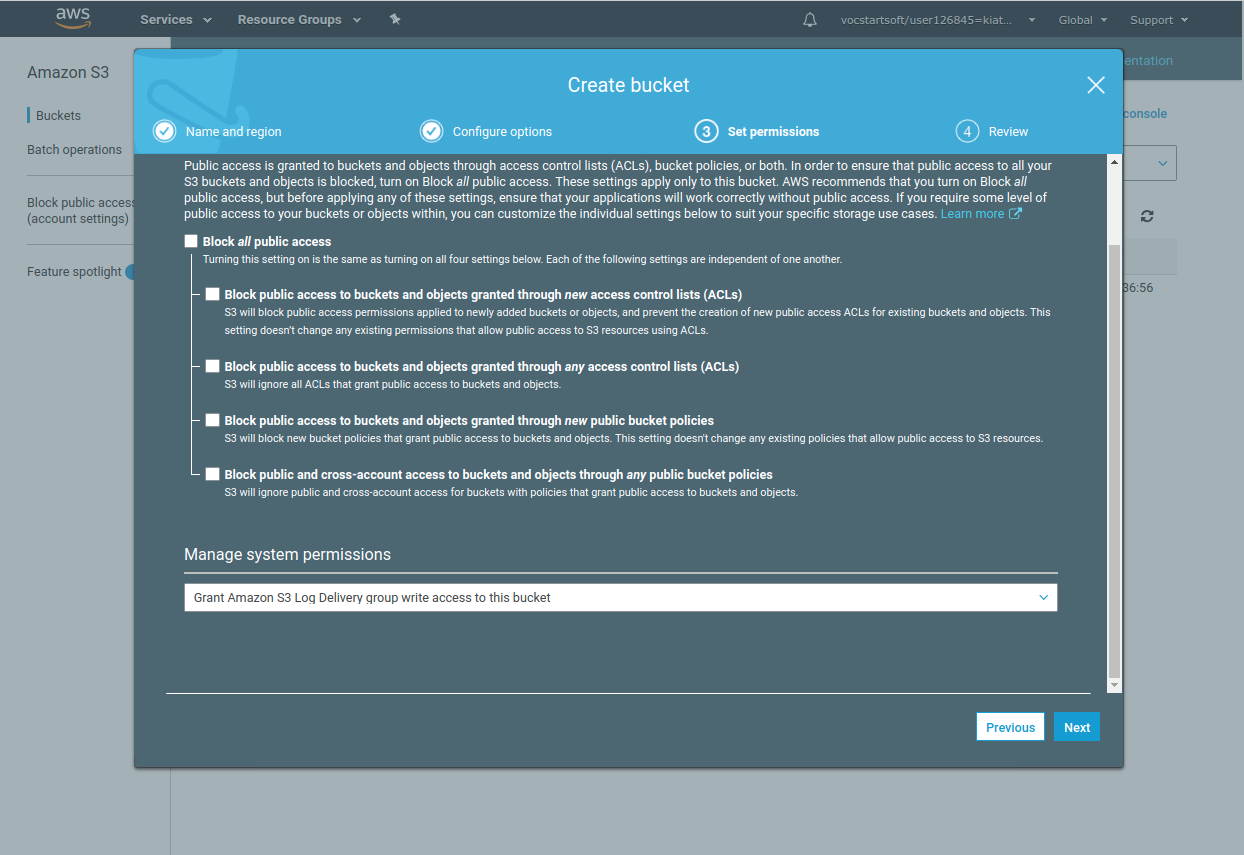 aws
Services
Resource Groups
vocstartsoft/user126845=kiat...
Global
Support
Amazon S3
Buckets
Batch operations
Block public access
(account settings)
Feature spotlight
entation
console
36:56
Create bucket
Name and region
Configure options
3 Set permissions
4 Review
Public access is granted to buckets and objects through access control lists (ACLs), bucket policies, or both. In order to ensure that public access to all your
S3 buckets and objects is blocked, turn on Block all public access. These settings apply only to this bucket. AWS recommends that you turn on Block all
public access, but before applying any of these settings, ensure that your applications will work correctly without public access. If you require some level of
public access to your buckets or objects within, you can customize the individual settings below to suit your specific storage use cases. Learn more
Block all public access
Turning this setting on is the same as turning on all four settings below. Each of the following settings are independent of one another.
Block public access to buckets and objects granted through new access control lists (ACLs)
S3 will block public access permissions applied to newly added buckets or objects, and prevent the creation of new public access ACLs for existing buckets and objects. This
setting doesn't change any existing permissions that allow public access to S3 resources using ACLs.
Block public access to buckets and objects granted through any access control lists (ACLs)
S3 will ignore all ACLs that grant public access to buckets and objects.
Block public access to buckets and objects granted through new public bucket policies
S3 will block new bucket policies that grant public access to buckets and objects. This setting doesn't change any existing policies that allow public access to S3 resources.
Block public and cross-account access to buckets and objects through any public bucket policies
S3 will ignore public and cross-account access for buckets with policies that grant public access to buckets and objects.
Manage system permissions
Grant Amazon S3 Log Delivery group write access to this bucket
Previous
Next